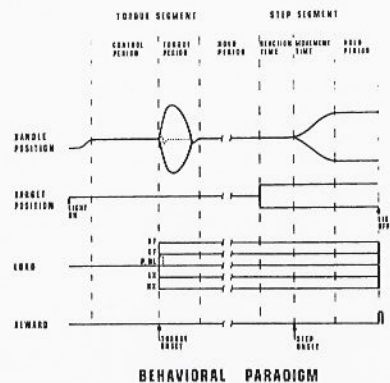 TORQUE SEGMENT STEP SEGMENT
CONTROL PERIOD TORQUE PERIOD HOLD PERIOD REACTION TIME MOVEMENT TIME HOLD PERIOD
HANDLE POSITION
TARGET POSITION
LIGHT ON
LOAD
P, NL
REWARD
TORQUE ONSET STEP ONSET
BEHAVIORAL PARADIGM